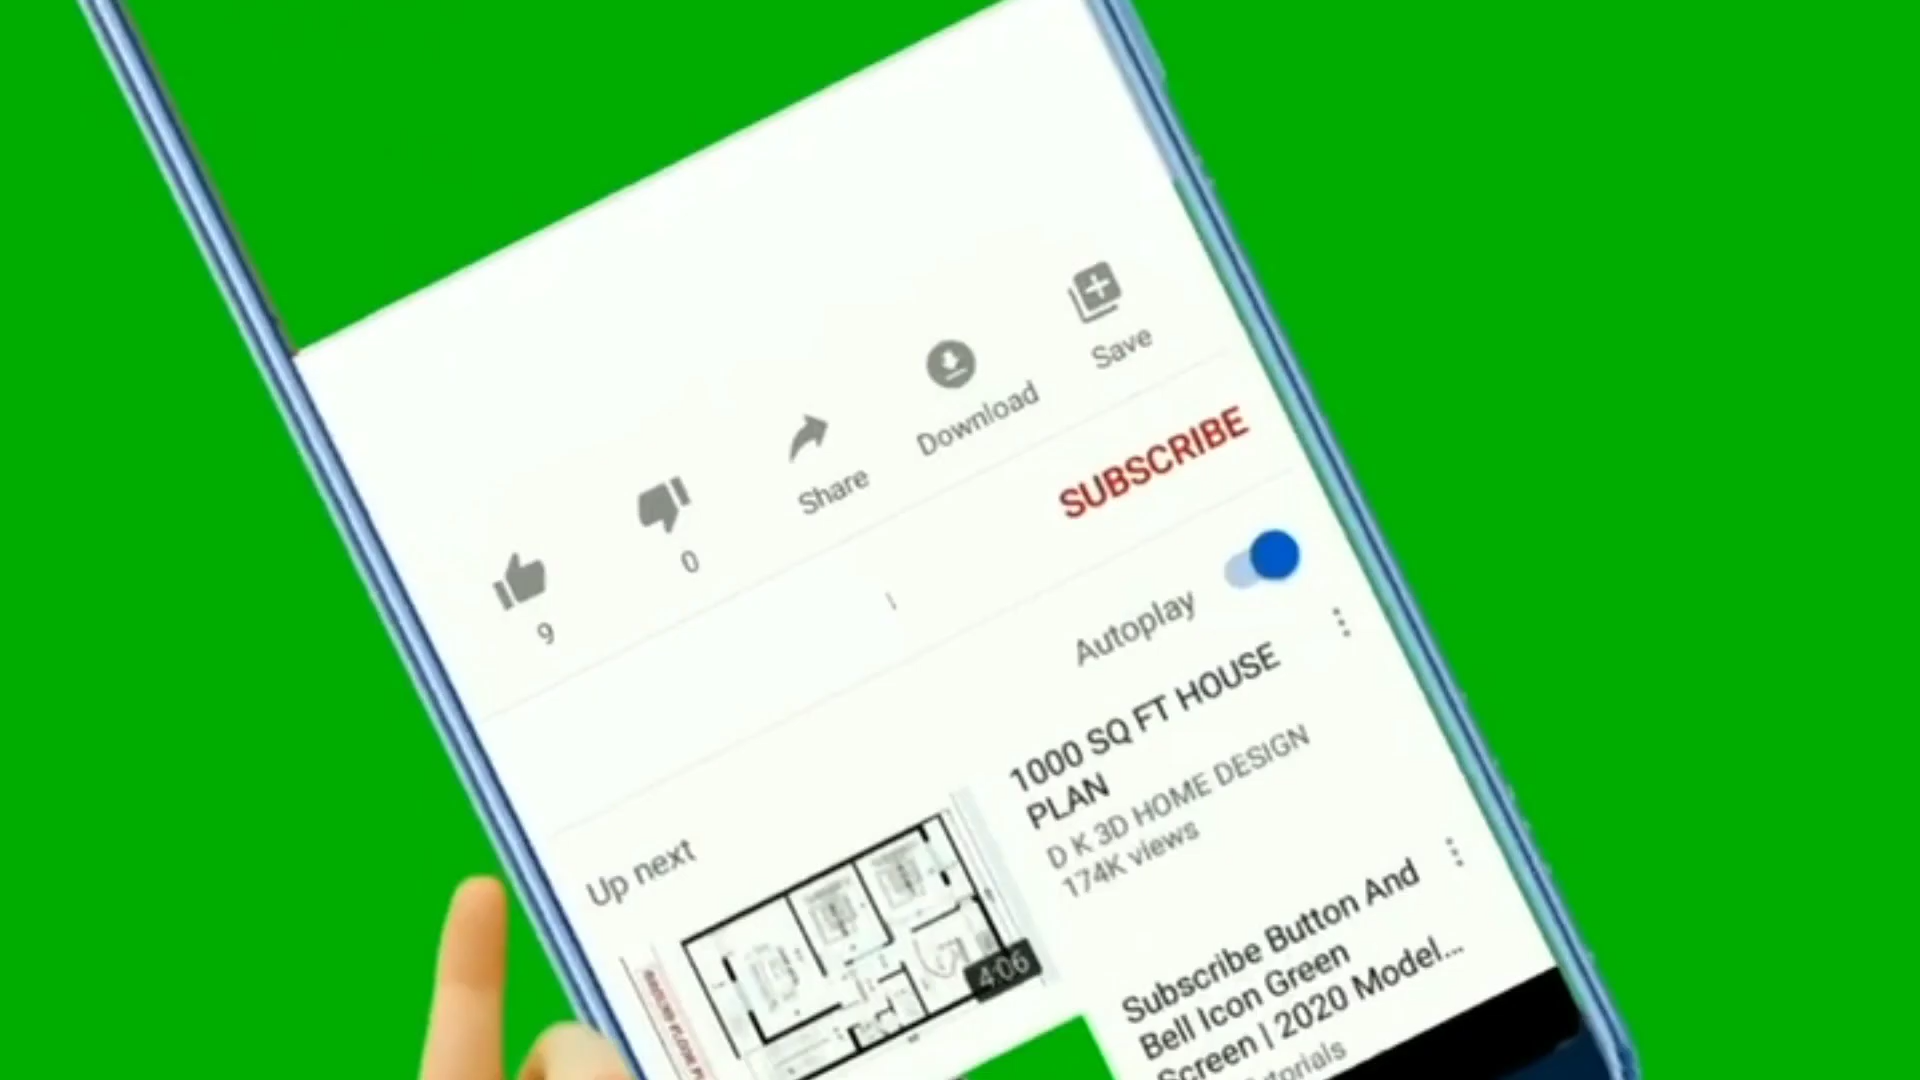 9
0
Share
Download
Save
SUBSCRIBE
Autoplay
Up next
4:06
1000 SQ FT HOUSE
PLAN
D K 3D HOME DESIGN
174K views
Subscribe Button And
Bell Icon Green
Screen | 2020 Model...